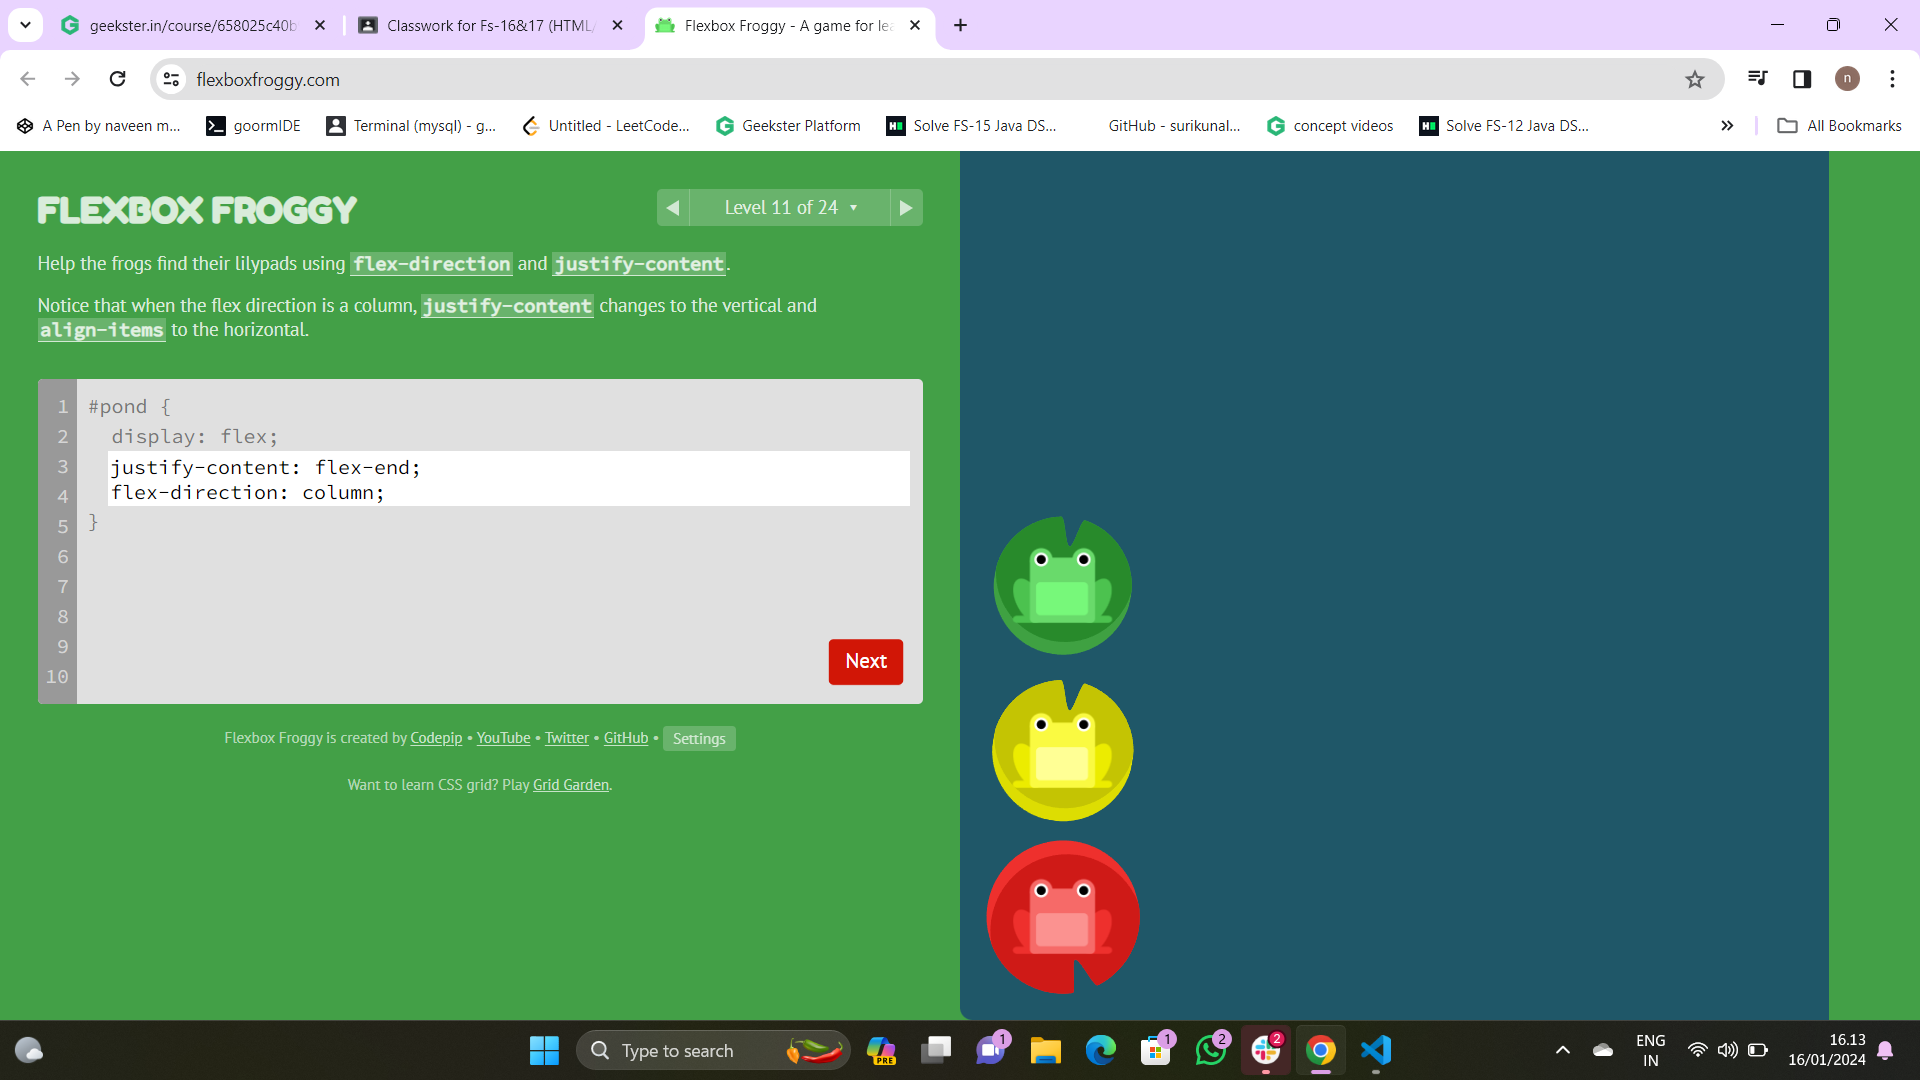 geekster.in/course/658025c40b
Classwork for Fs-16&17 (HTML/
Flexbox Froggy - A game for lea
flexboxfroggy.com
n
A Pen by naveen m...
goormIDE
Terminal (mysql) - g...
Untitled - LeetCode...
Geekster Platform
Solve FS-15 Java DS...
GitHub - surikunal...
concept videos
Solve FS-12 Java DS...
All Bookmarks
FLEXBOX FROGGY
Level 11 of 24
Help the frogs find their lilypads using flex-direction and justify-content.
Notice that when the flex direction is a column, justify-content changes to the vertical and
align-items to the horizontal.
1 #pond {
2 display: flex;
3 justify-content: flex-end;
4 flex-direction: column;
5 }
6
7
8
9
10
Next
Flexbox Froggy is created by Codepip • YouTube • Twitter • GitHub • Settings
Want to learn CSS grid? Play Grid Garden.
Type to search
PRE
1
1
2
2
ENG
IN
16.13
16/01/2024